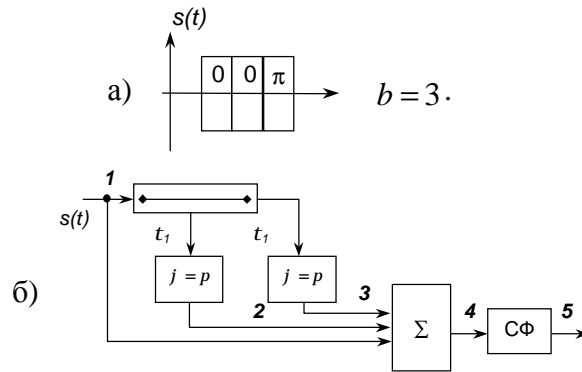 s(t)
0 0 π
а)
b = 3 ·
1
s(t)
t₁ t₁
j = p j = p
б)
2 3
Σ
4
СФ
5